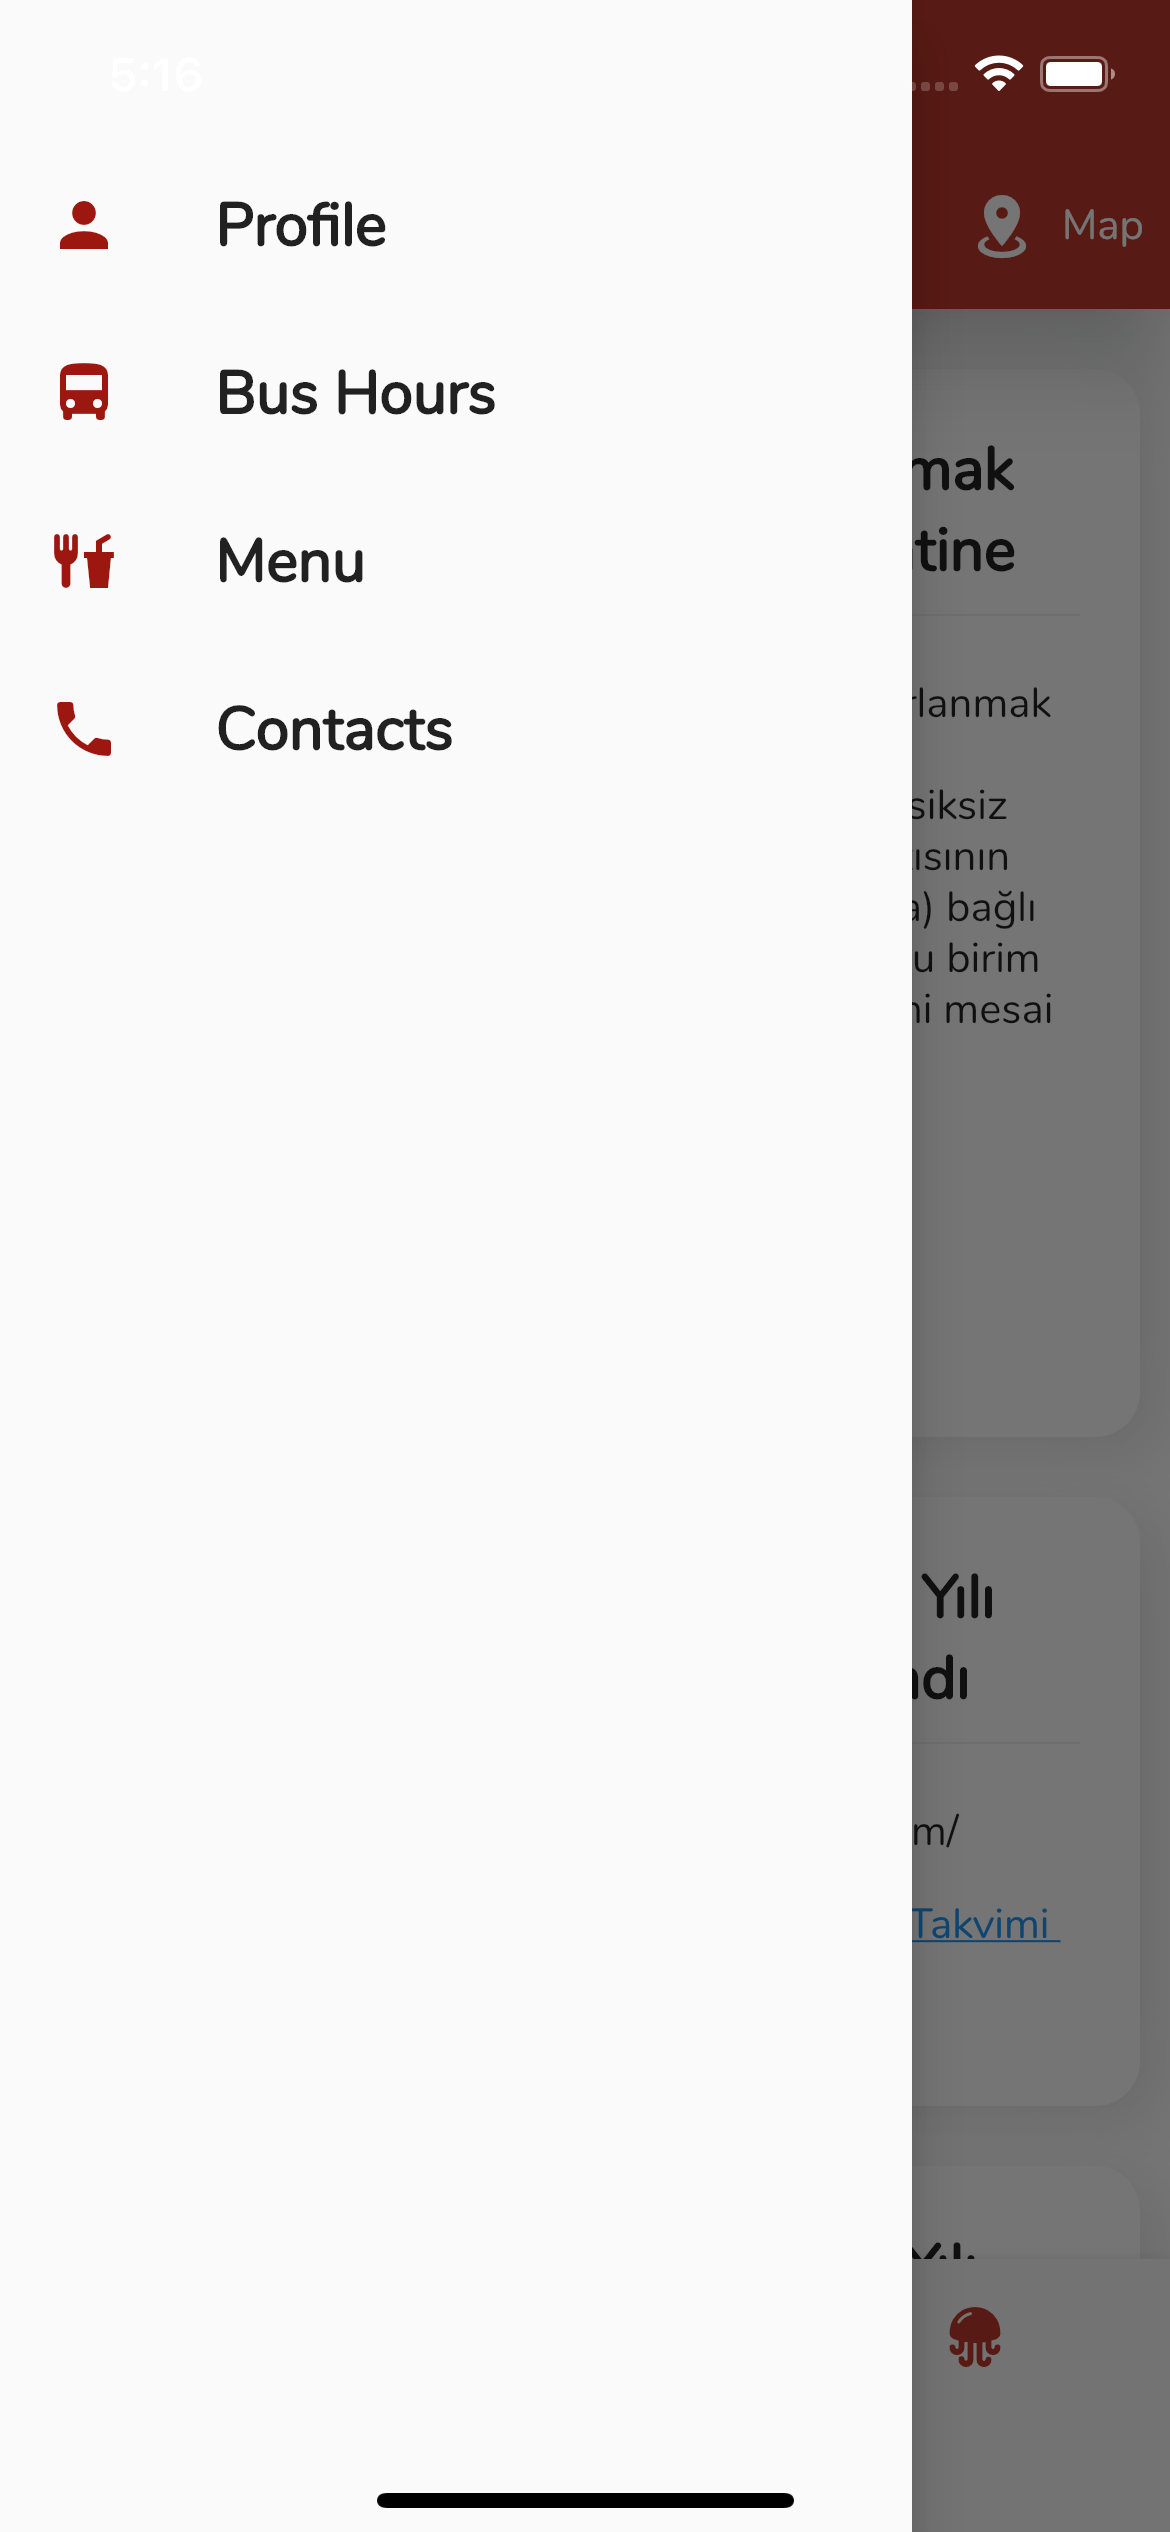 5:16
Map
Profile
Bus Hours
Menu
Contacts
mak
tine
rlanmak
siksiz
ısının
a) bağlı
u birim
ni mesai
Yılı
ndı
m/
Takvimi